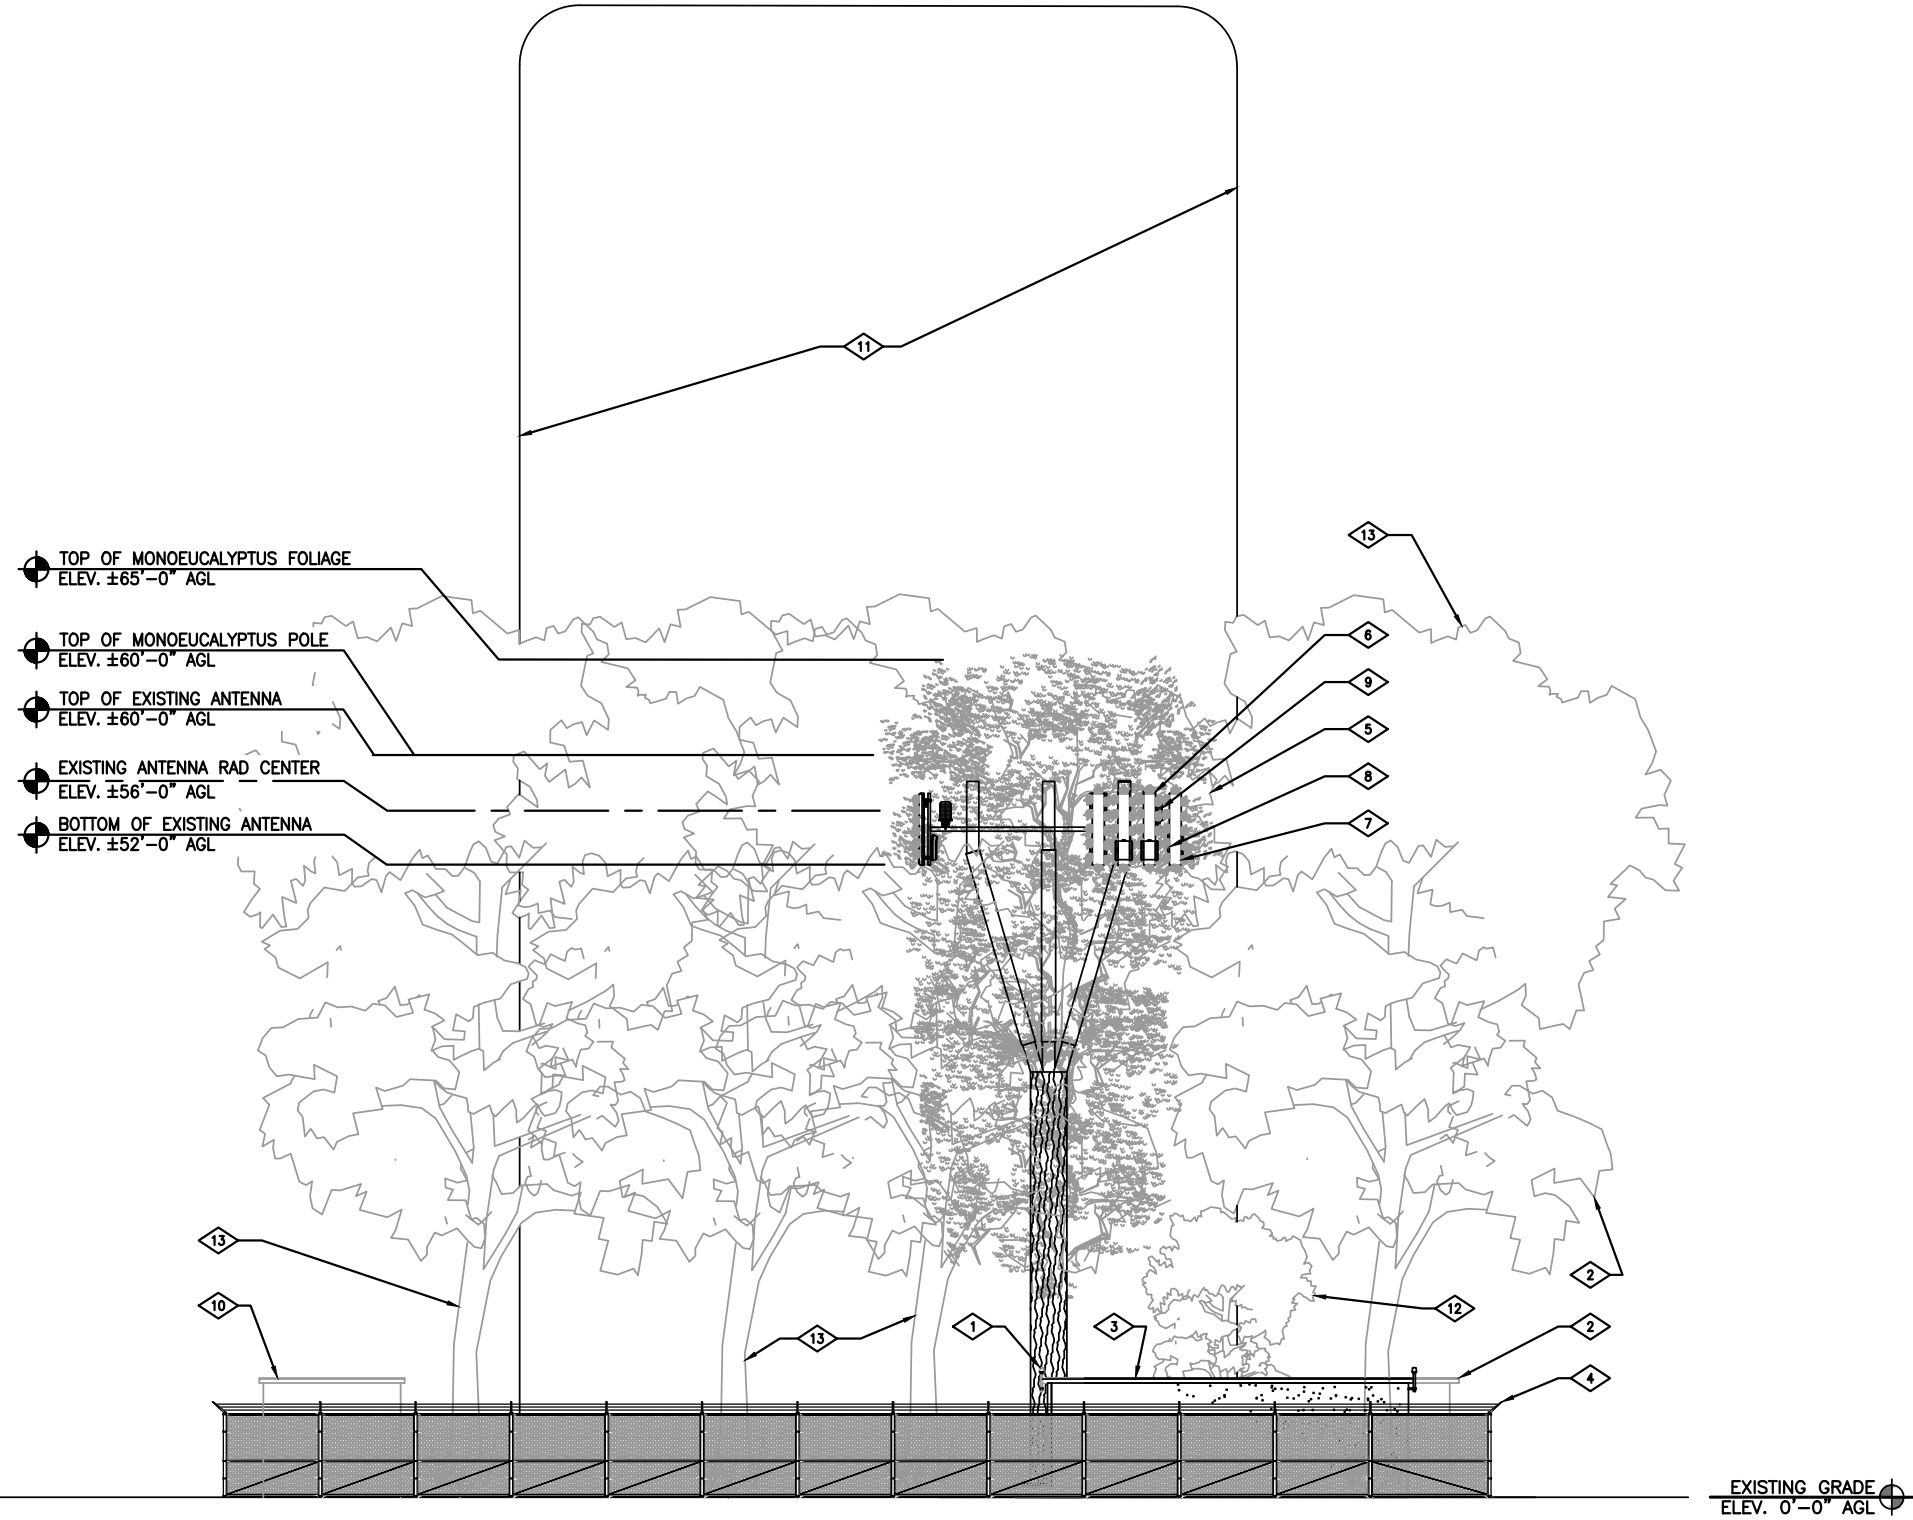 11
13
TOP OF MONOEUCALYPTUS FOLIAGE
ELEV. ±65'-0" AGL
TOP OF MONOEUCALYPTUS POLE
ELEV. ±60'-0" AGL
TOP OF EXISTING ANTENNA
ELEV. ±60'-0" AGL
EXISTING ANTENNA RAD CENTER
ELEV. ±56'-0" AGL
BOTTOM OF EXISTING ANTENNA
ELEV. ±52'-0" AGL
6
9
5
8
7
13
10
13
1
3
2
12
2
4
EXISTING GRADE
ELEV. 0'-0" AGL